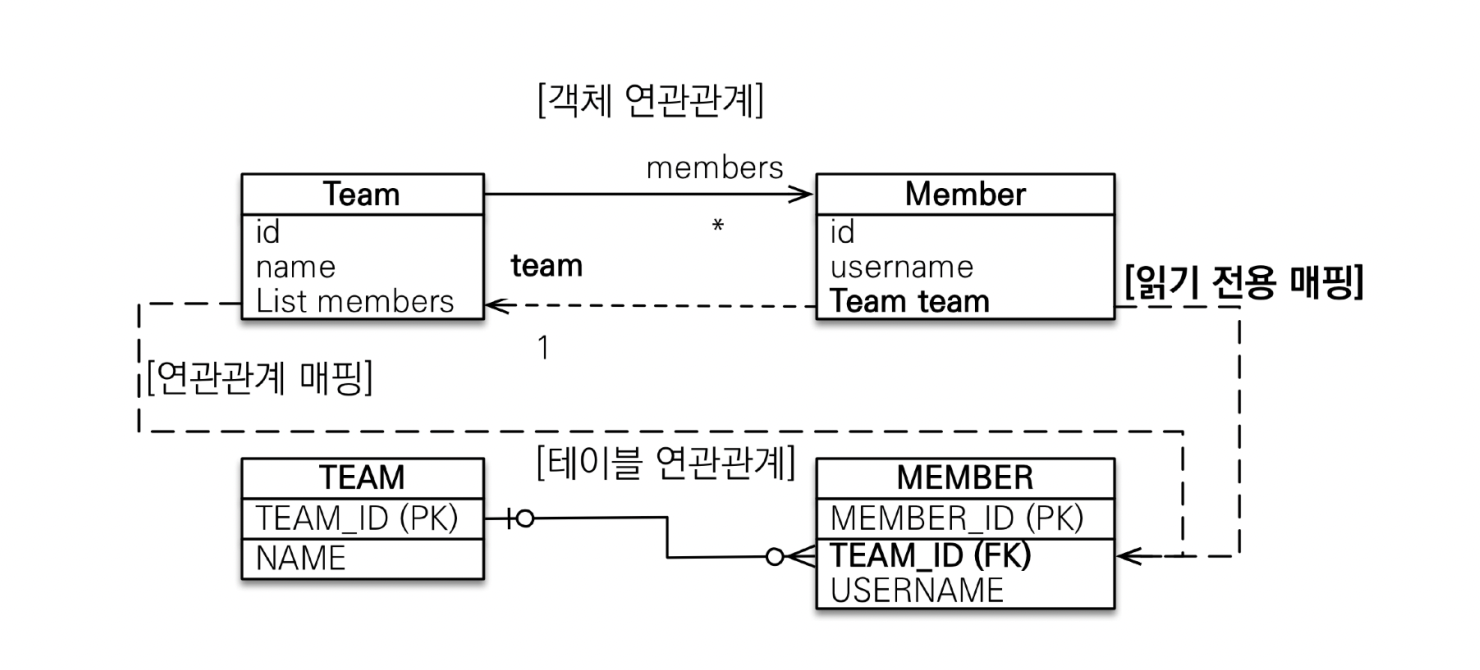 [객체 연관관계]
members
Team
Member
id
name
List members
*
team
1
id
username
Team team
[읽기 전용 매핑]
[연관관계 매핑]
[테이블 연관관계]
TEAM
TEAM_ID (PK)
NAME
MEMBER
MEMBER_ID (PK)
TEAM_ID (FK)
USERNAME